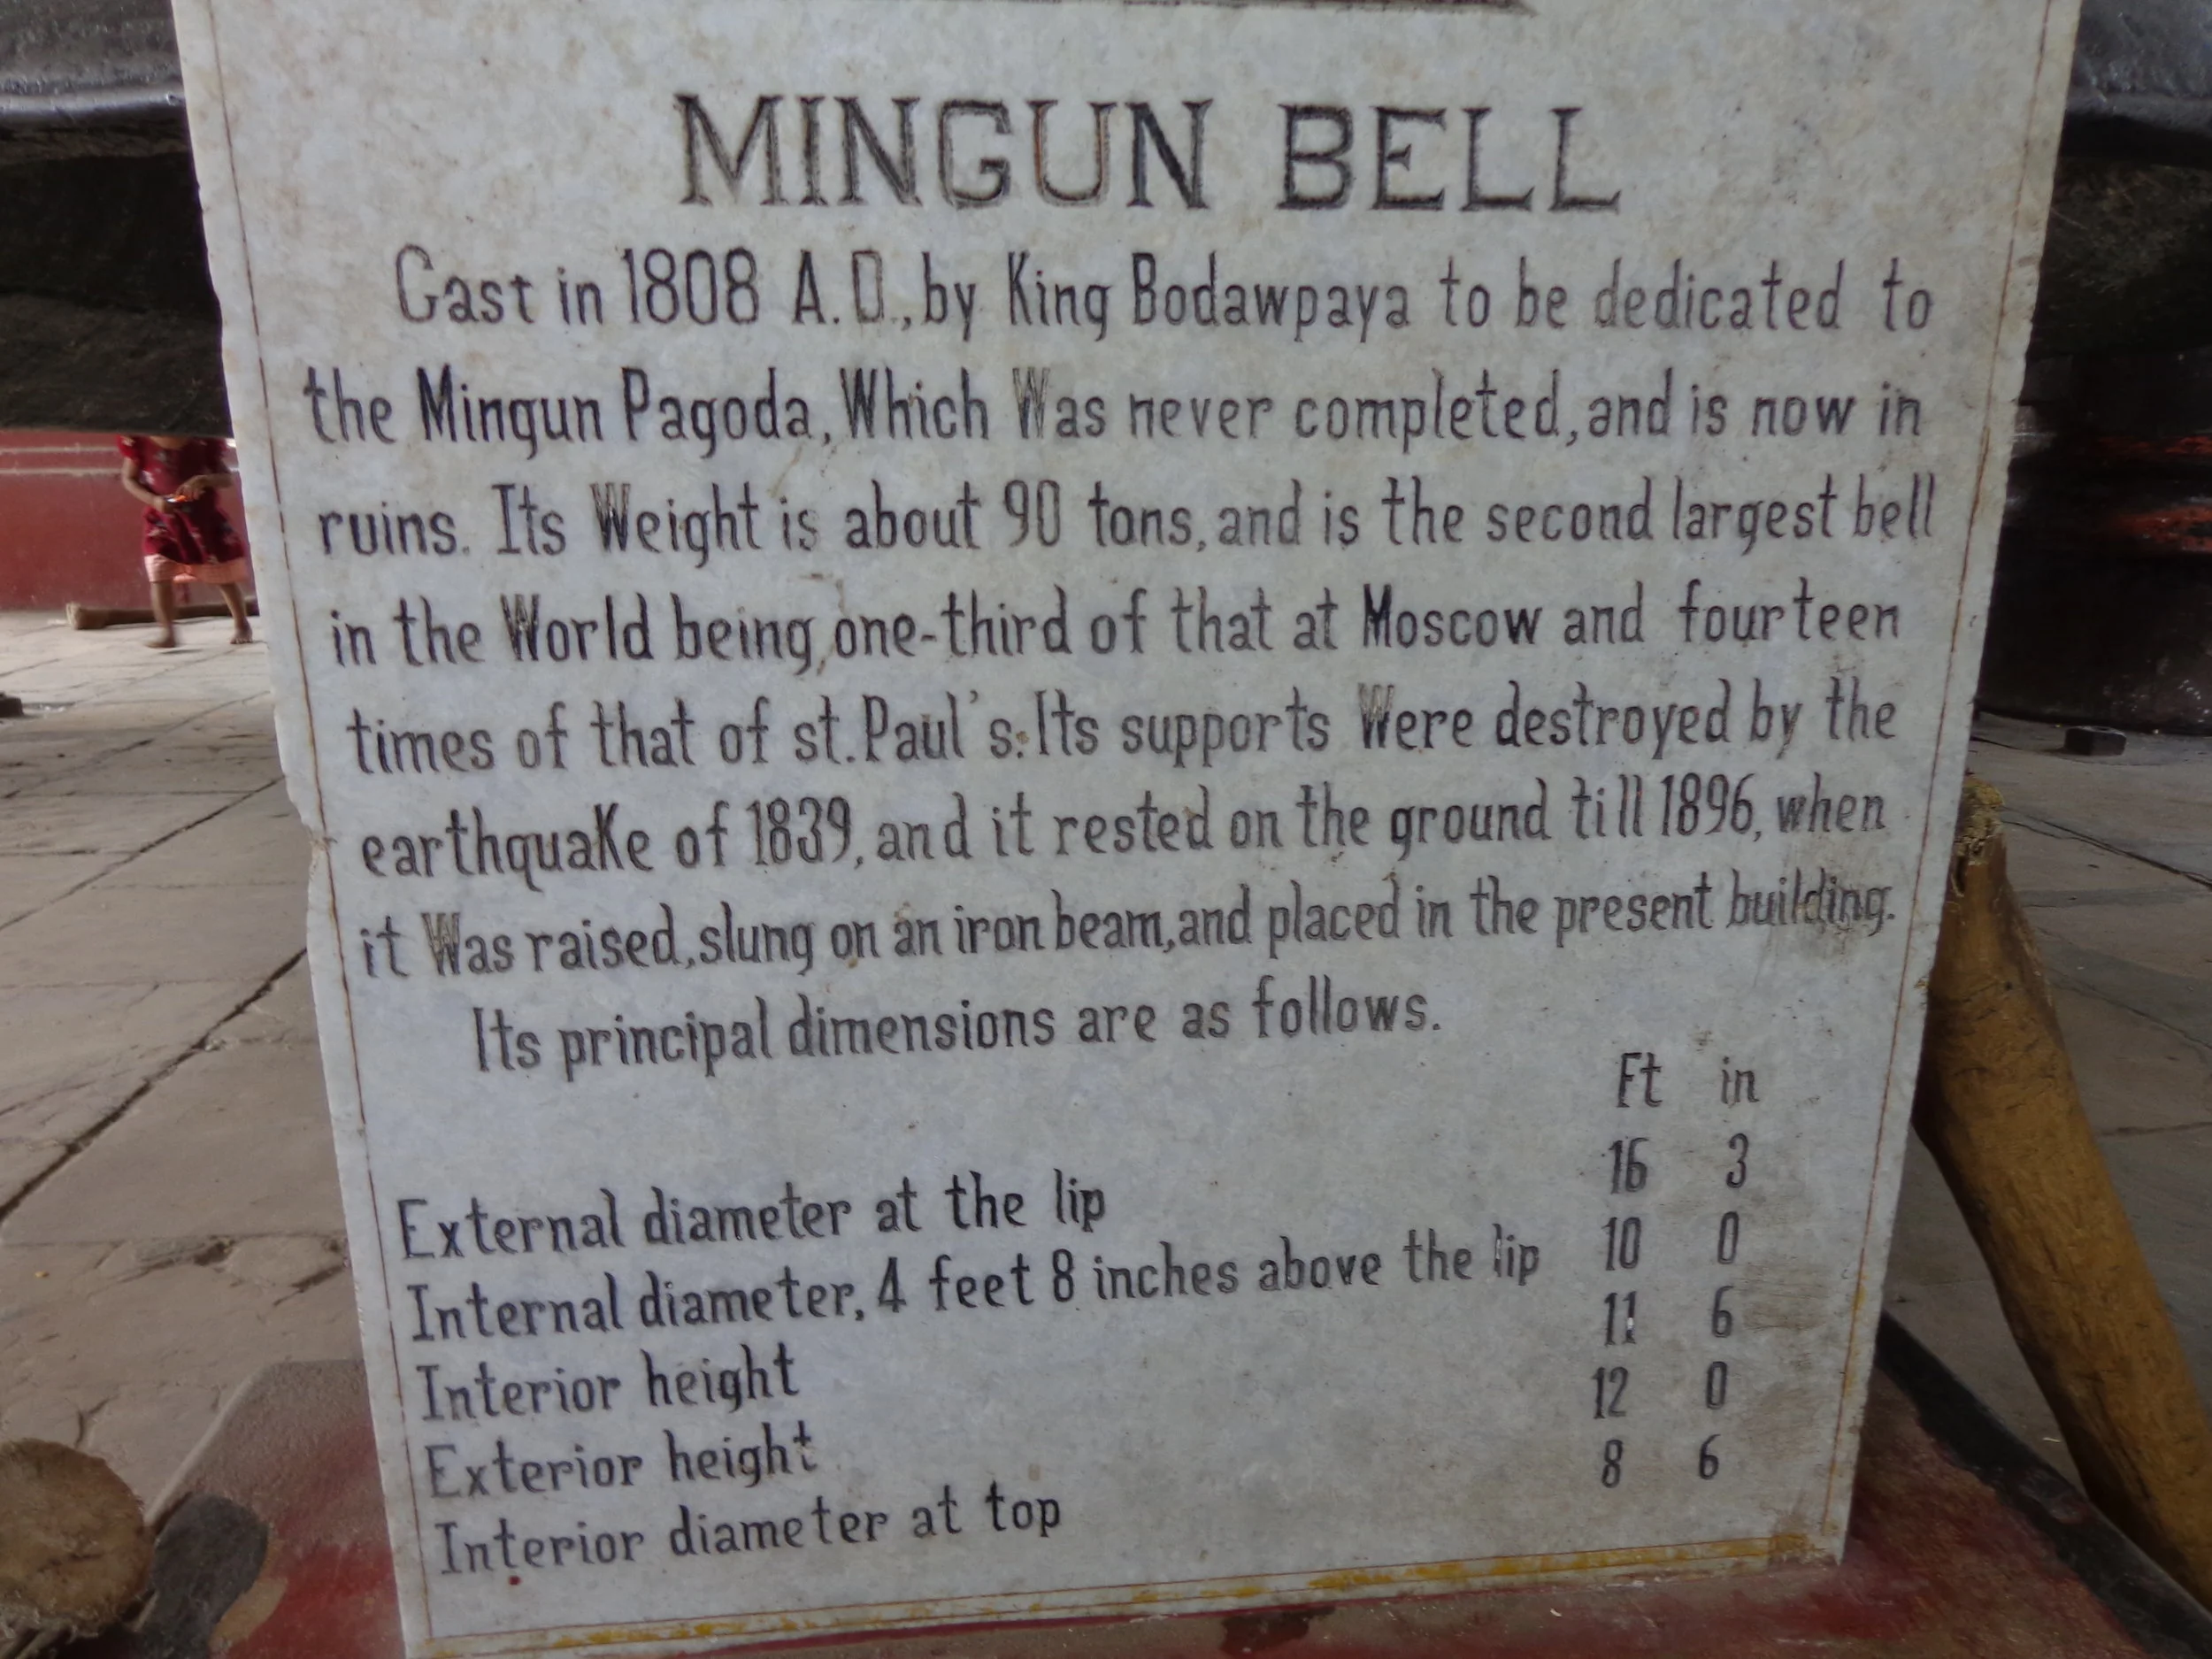 MINGUN BELL
Cast in 1808 A.D., by King Bodawpaya to be dedicated to
the Mingun Pagoda, Which Was never completed, and is now in
ruins. Its Weight is about 90 tons, and is the second largest bell
in the World being, one-third of that at Moscow and fourteen
times of that of st. Paul's. Its supports Were destroyed by the
earthquaKe of 1839, and it rested on the ground till 1896, when
it Was raised, slung on an iron beam, and placed in the present building.
Its principal dimensions are as follows.
Ft in
External diameter at the lip 16 3
Internal diameter, 4 feet 8 inches above the lip 10 0
Interior height 11 6
Exterior height 12 0
Interior diameter at top 8 6